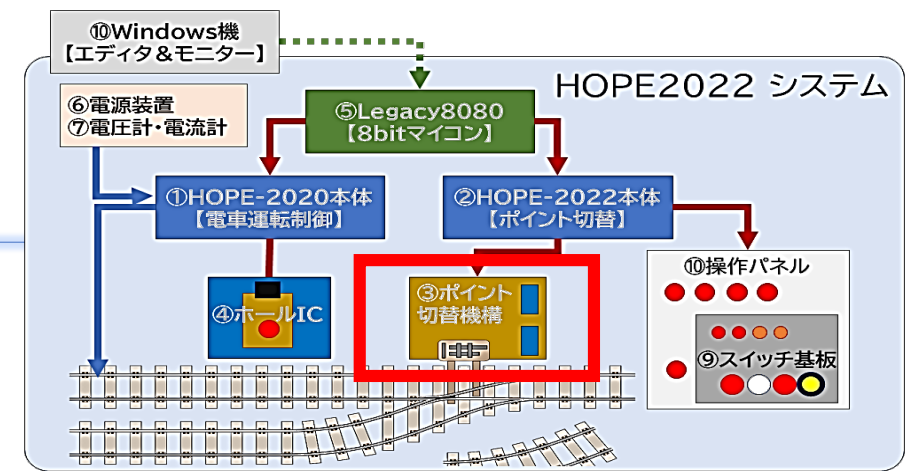 ⑩Windows機
【エディタ&モニター】
HOPE2022 システム
⑥電源装置
⑦電圧計・電流計
⑤Legacy8080
【8bitマイコン】
①HOPE-2020本体
【電車運転制御】
②HOPE-2022本体
【ポイント切替】
④ホールIC
③ポイント
切替機構
⑩操作パネル
⑨スイッチ基板